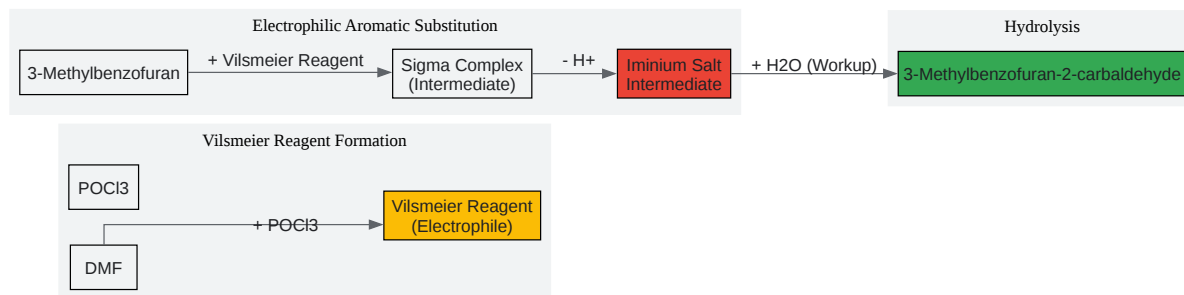 Electrophilic Aromatic Substitution
Hydrolysis
3-Methylbenzofuran
+ Vilsmeier Reagent
Sigma Complex
(Intermediate)
- H+
Iminium Salt
Intermediate
+ H2O (Workup)
3-Methylbenzofuran-2-carbaldehyde
Vilsmeier Reagent Formation
POCl3
+ POCl3
Vilsmeier Reagent
(Electrophile)
DMF